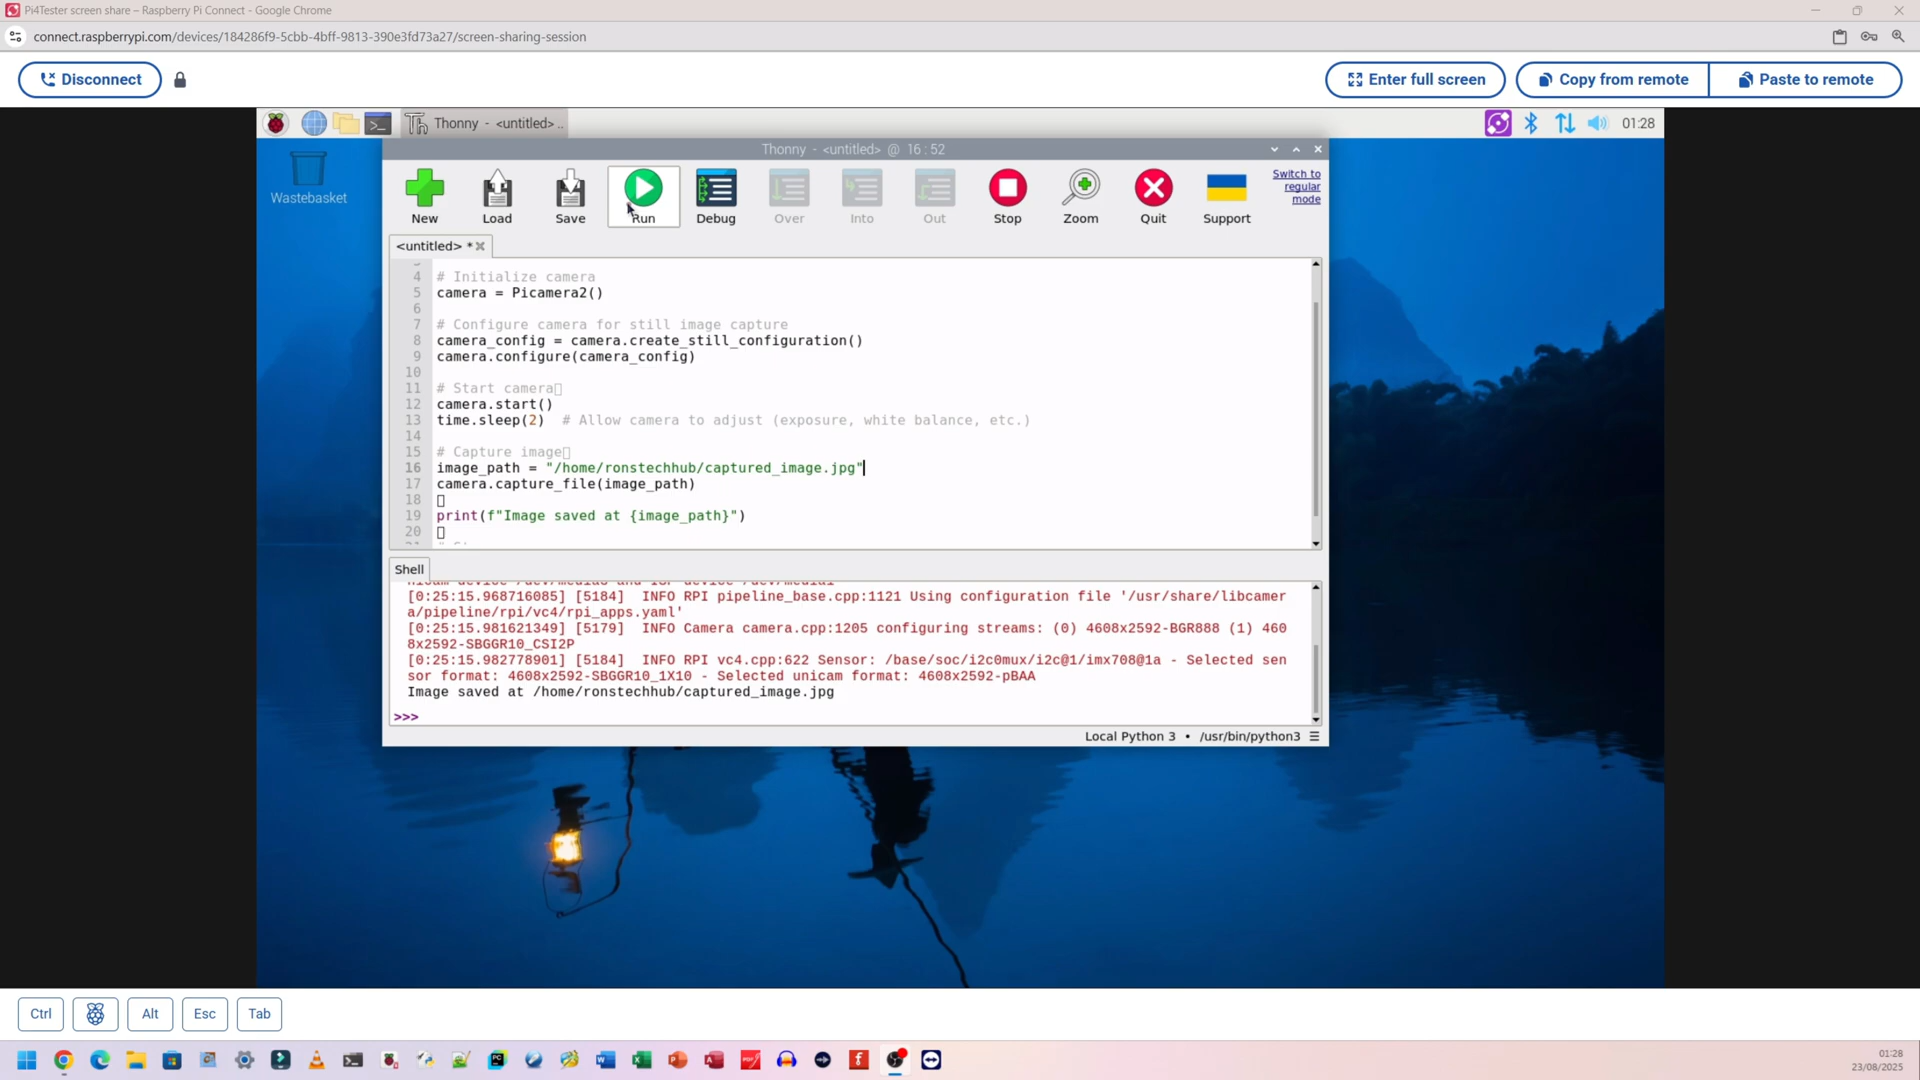 Pi4Tester screen share – Raspberry Pi Connect - Google Chrome
connect.raspberrypi.com/devices/184286f9-5cbb-4bff-9813-390e3fd73a27/screen-sharing-session
Disconnect
Enter full screen
Copy from remote
Paste to remote
Thonny - <untitled> ..
01:28
Wastebasket
Thonny - <untitled> @ 16:52
New
Load
Save
Run
Debug
Over
Into
Out
Stop
Zoom
Quit
Support
Switch to
regular
mode
<untitled> *
4 # Initialize camera
5 camera = Picamera2()
6
7 # Configure camera for still image capture
8 camera_config = camera.create_still_configuration()
9 camera.configure(camera_config)
10
11 # Start camera
12 camera.start()
13 time.sleep(2) # Allow camera to adjust (exposure, white balance, etc.)
14
15 # Capture image
16 image_path = "/home/ronstechhub/captured_image.jpg"
17 camera.capture_file(image_path)
18
19 print(f"Image saved at {image_path}")
20
Shell
[0:25:15.968716085] [5184] INFO RPI pipeline_base.cpp:1121 Using configuration file '/usr/share/libcamer
a/pipeline/rpi/vc4/rpi_apps.yaml'
[0:25:15.981621349] [5179] INFO Camera camera.cpp:1205 configuring streams: (0) 4608x2592-BGR888 (1) 460
8x2592-SBGGR10_CSI2P
[0:25:15.982778901] [5184] INFO RPI vc4.cpp:622 Sensor: /base/soc/i2c0mux/i2c@1/imx708@1a - Selected sen
sor format: 4608x2592-SBGGR10_1X10 - Selected unicam format: 4608x2592-pBAA
Image saved at /home/ronstechhub/captured_image.jpg
>>>
Local Python 3 • /usr/bin/python3
Ctrl
Alt
Esc
Tab
01:28
23/08/2025